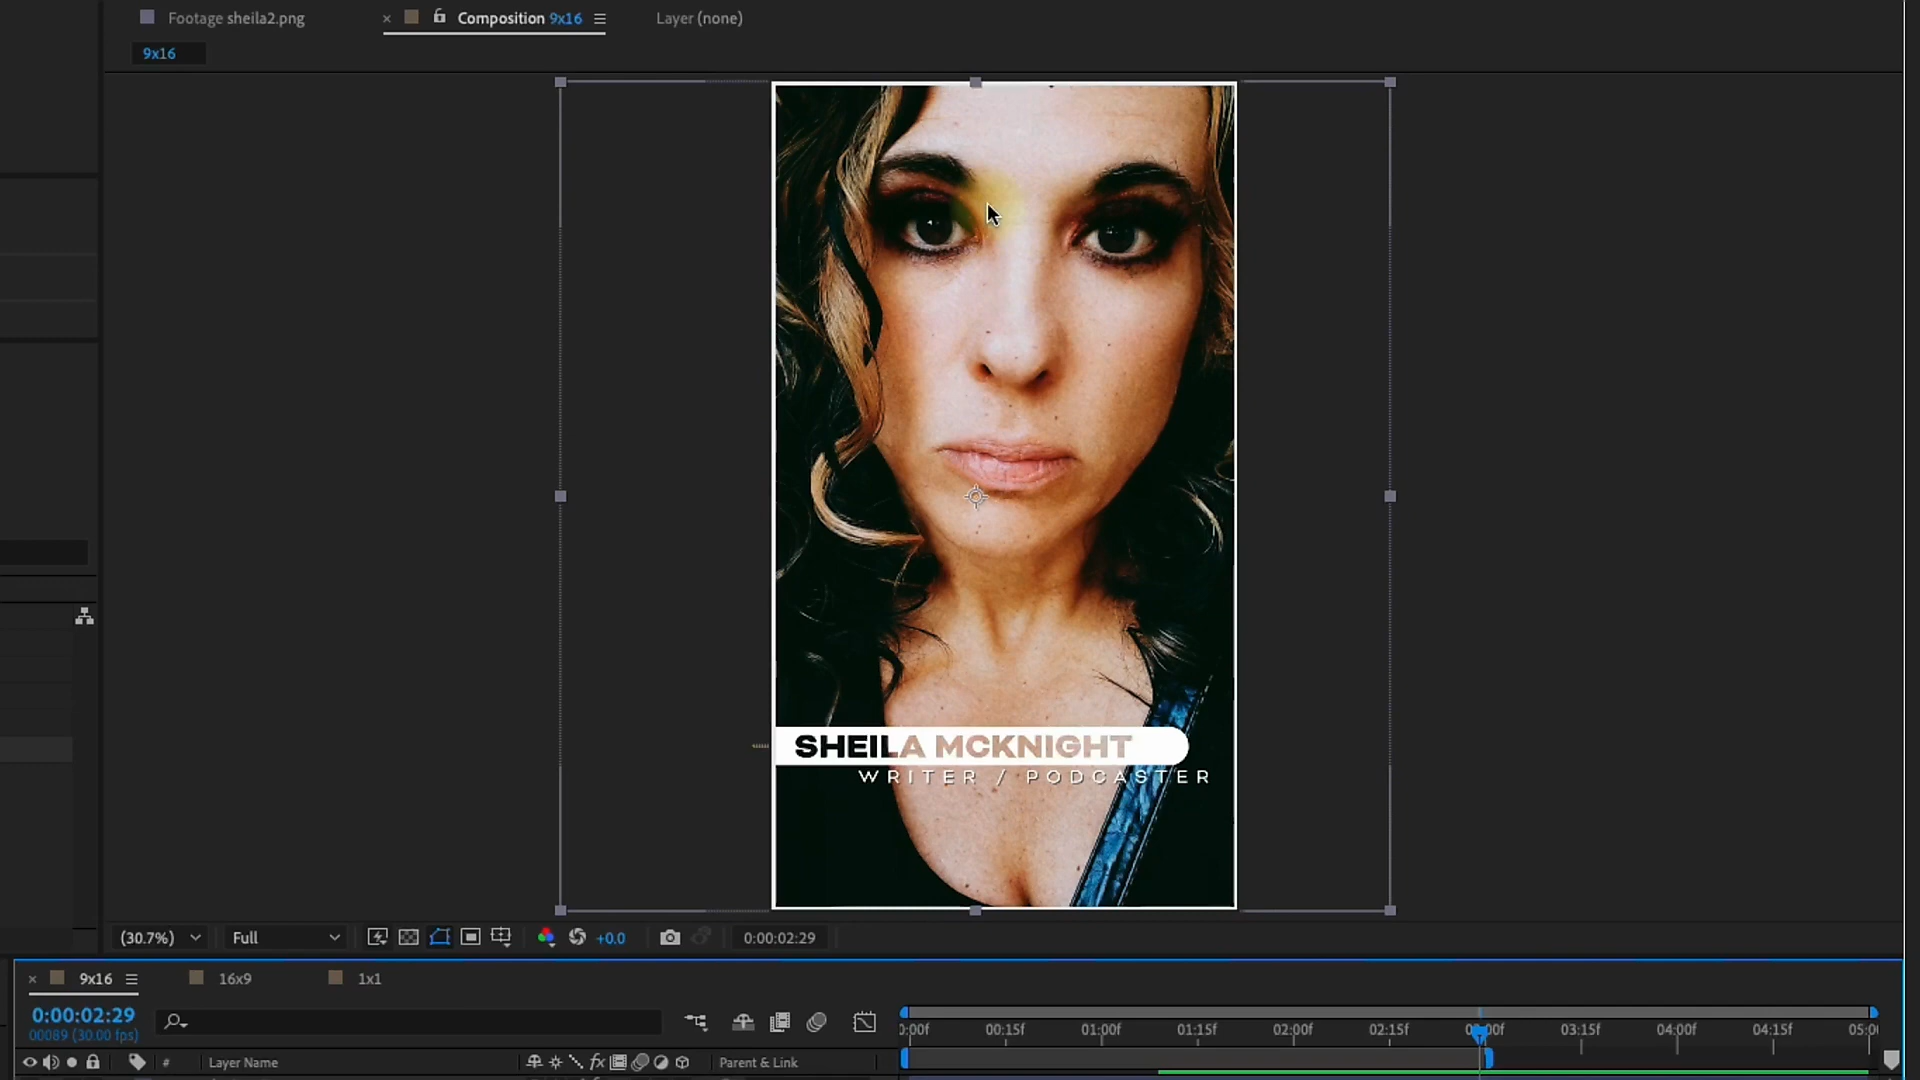 Footage sheila2.png
× Composition 9x16
Layer (none)
9x16
SHEILA MCKNIGHT
WRITER / PODCASTER
(30.7%) Full +0.0 0:00:02:29
× 9x16 16x9 1x1
0:00:02:29
00089 (30.00 fps)
:00f 00:15f 01:00f 01:15f 02:00f 02:15f 03:15f 04:00f 04:15f 05:0
# Layer Name fx Parent & Link